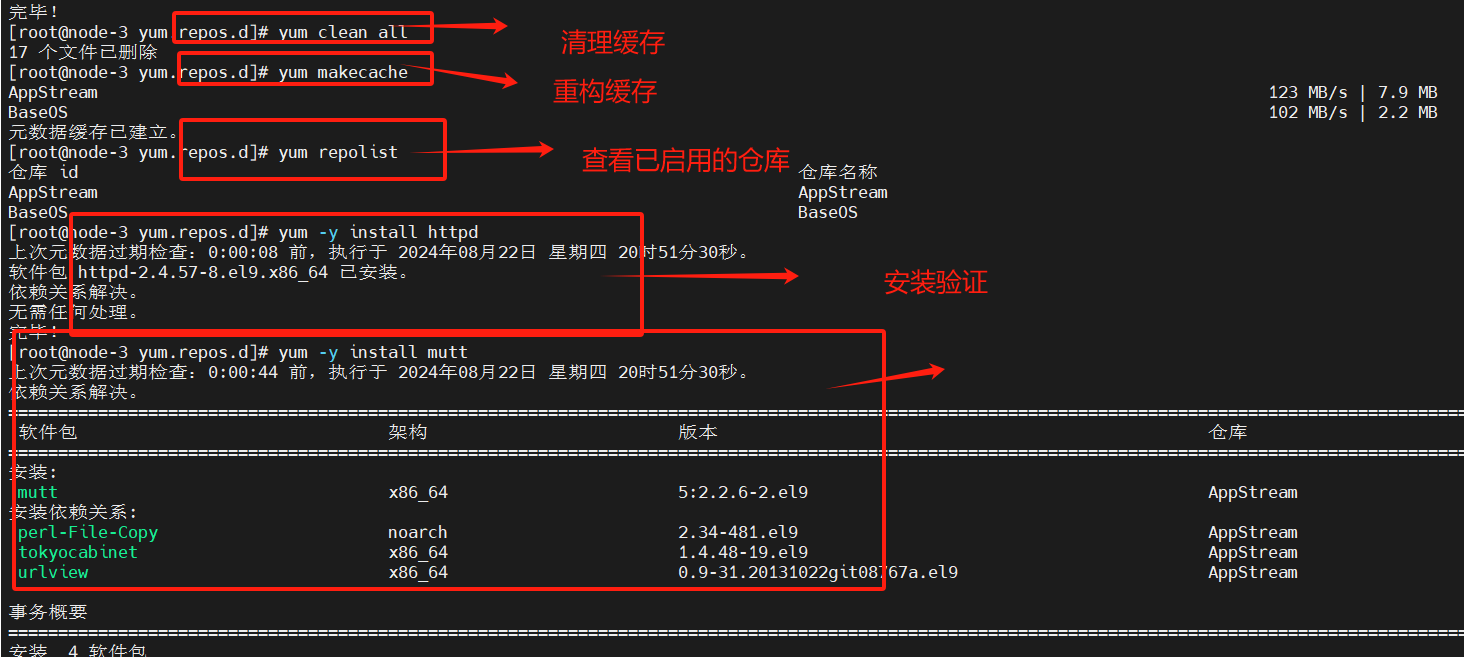 完毕!
[root@node-3 yum.repos.d]# yum clean all
清理缓存
17 个文件已删除
[root@node-3 yum.repos.d]# yum makecache
重构缓存
AppStream 123 MB/s | 7.9 MB
BaseOS 102 MB/s | 2.2 MB
元数据缓存已建立。
[root@node-3 yum.repos.d]# yum repolist
查看已启用的仓库
仓库 id 仓库名称
AppStream AppStream
BaseOS BaseOS
[root@node-3 yum.repos.d]# yum -y install httpd
上次元数据过期检查：0:00:08 前，执行于 2024年08月22日 星期四 20时51分30秒。
软件包 httpd-2.4.57-8.el9.x86_64 已安装。
安装验证
依赖关系解决。
无需任何处理。
完毕!
[root@node-3 yum.repos.d]# yum -y install mutt
上次元数据过期检查：0:00:44 前，执行于 2024年08月22日 星期四 20时51分30秒。
依赖关系解决。
软件包 架构 版本 仓库
安装:
mutt x86_64 5:2.2.6-2.el9 AppStream
安装依赖关系:
perl-File-Copy noarch 2.34-481.el9 AppStream
tokyocabinet x86_64 1.4.48-19.el9 AppStream
urlview x86_64 0.9-31.20131022git08767a.el9 AppStream
事务概要
安装 4 软件包